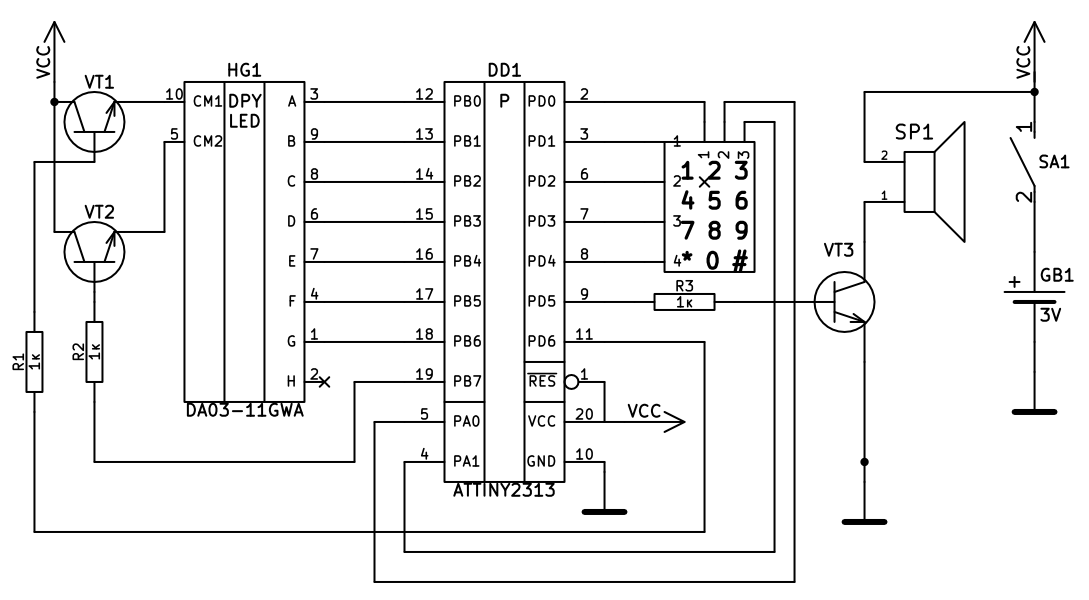 VCC
VT1
10
5
VT2
R1
1к
R2
1к
HG1
CM1
CM2
DPY
LED
A
B
C
D
E
F
G
H
3
9
8
6
7
4
1
2
DA03-11GWA
12
13
14
15
16
17
18
19
5
4
DD1
P
PB0
PB1
PB2
PB3
PB4
PB5
PB6
PB7
PA0
PA1
PD0
PD1
PD2
PD3
PD4
PD5
PD6
RES
VCC
GND
ATTINY2313
2
3
6
7
8
9
11
1
20
10
VCC
1
2
3
4
1
2
3
1 2 3
4 5 6
7 8 9
* 0 #
R3
1к
VT3
SP1
2
1
VCC
1
SA1
2
+
GB1
3V